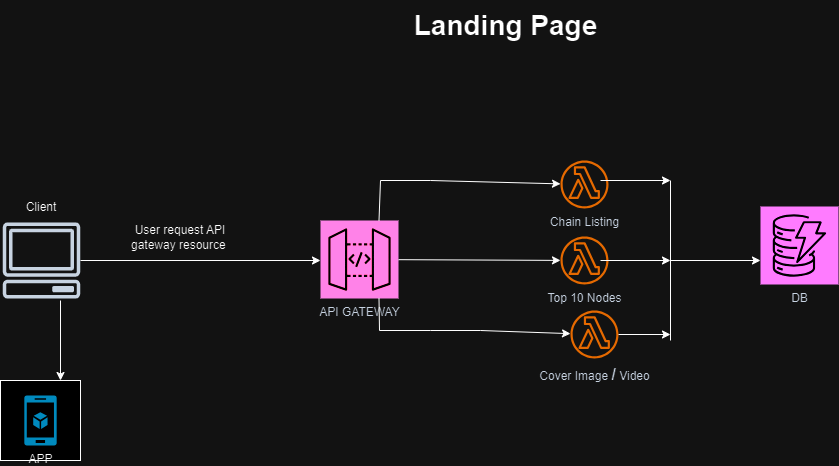 Landing Page
Client
User request API
gateway resource
Chain Listing
</>
API GATEWAY
Top 10 Nodes
DB
Cover Image / Video
APP